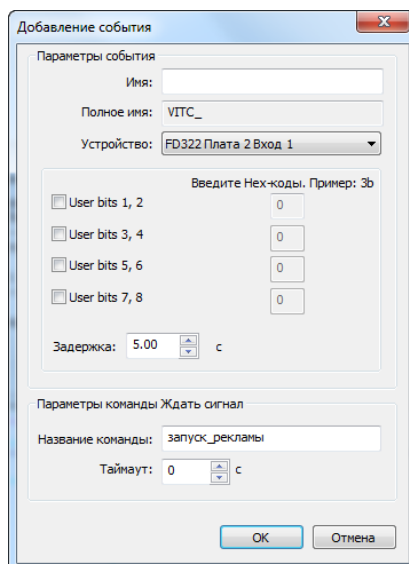 Добавление события
Параметры события
Имя:
Полное имя: VITC_
Устройство: FD322 Плата 2 Вход 1
Введите Hex-коды. Пример: 3b
User bits 1, 2 0
User bits 3, 4 0
User bits 5, 6 0
User bits 7, 8 0
Задержка: 5.00 с
Параметры команды Ждать сигнал
Название команды: запуск_рекламы
Таймаут: 0 с
OK Отмена